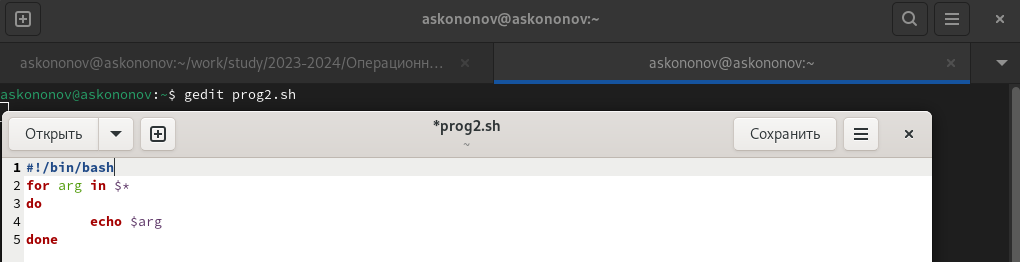 askononov@askononov:~
askononov@askononov:~/work/study/2023-2024/Операционн...
askononov@askononov:~
askononov@askononov:~$ gedit prog2.sh
Открыть
*prog2.sh
~
Сохранить
1 #!/bin/bash
2 for arg in $*
3 do
4 echo $arg
5 done